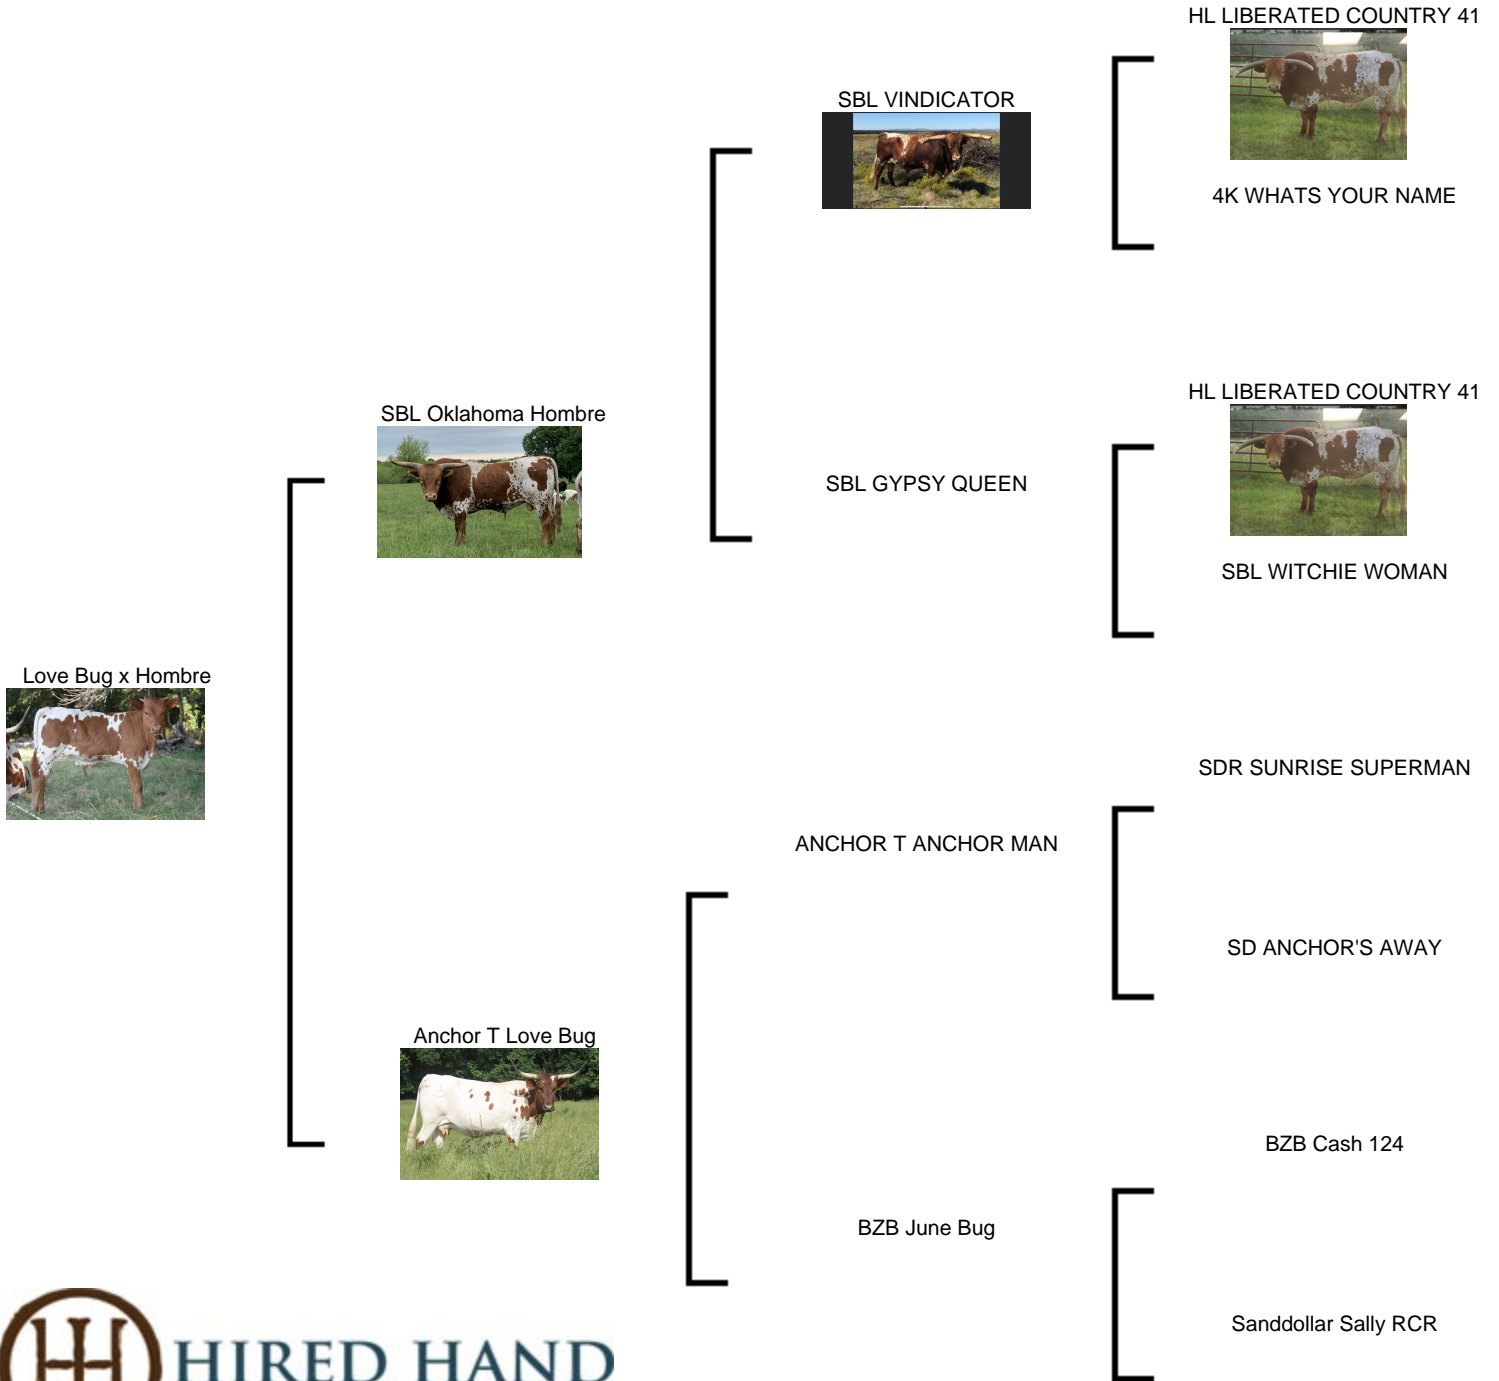 HL LIBERATED COUNTRY 41
SBL VINDICATOR
4K WHATS YOUR NAME
HL LIBERATED COUNTRY 41
SBL Oklahoma Hombre
SBL GYPSY QUEEN
SBL WITCHIE WOMAN
Love Bug x Hombre
SDR SUNRISE SUPERMAN
ANCHOR T ANCHOR MAN
SD ANCHOR'S AWAY
Anchor T Love Bug
BZB Cash 124
BZB June Bug
Sanddollar Sally RCR
HIRED HAND